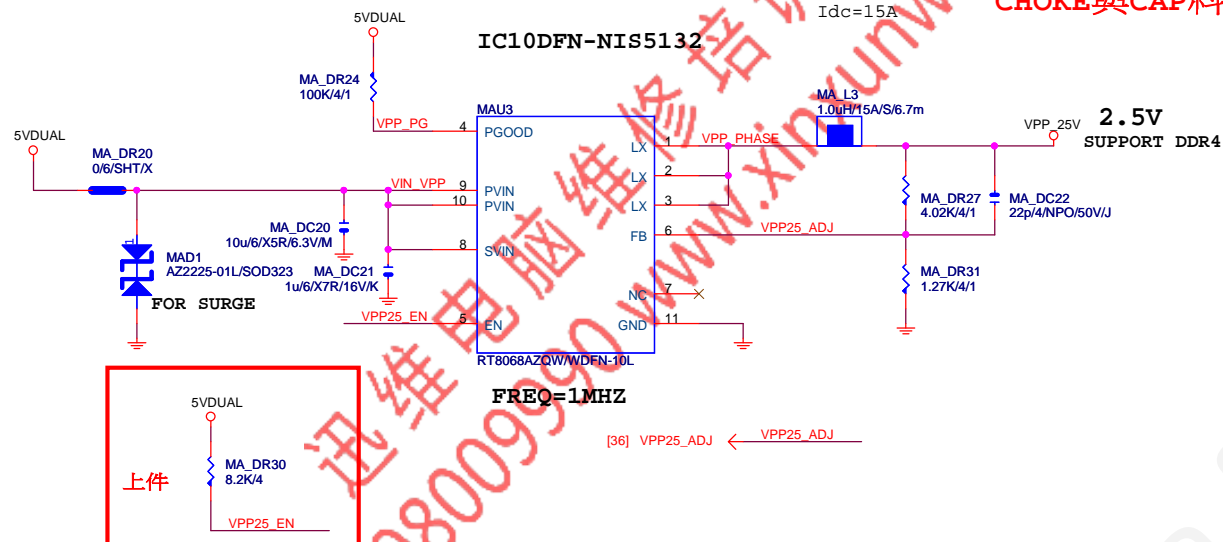 Idc=15A
CHOKE與CAP料
5VDUAL
IC10DFN-NIS5132
MA_DR24
100K/4/1
MA_L3
1.0uH/15A/S/6.7m
MAU3
VPP_PG
4
PGOOD
5VDUAL
VPP_25V
2.5V
SUPPORT DDR4
MA_DR20
0/6/SHT/X
LX
1
VPP_PHASE
VIN_VPP
9
PVIN
10
PVIN
LX
2
LX
3
MA_DR27
4.02K/4/1
MA_DC22
22p/4/NPO/50V/J
MA_DC20
10u/6/X5R/6.3V/M
FB
6
VPP25_ADJ
8
SVIN
1
MAD1
AZ2225-01L/SOD323
MA_DC21
1u/6/X7R/16V/K
MA_DR31
1.27K/4/1
FOR SURGE
NC
7
VPP25_EN
5
EN
GND
11
RT8068AZQW/WDFN-10L
FREQ=1MHZ
5VDUAL
[36] VPP25_ADJ
VPP25_ADJ
上件
MA_DR30
8.2K/4
VPP25_EN
迅维电脑维修培
98009990 www.xinxunw